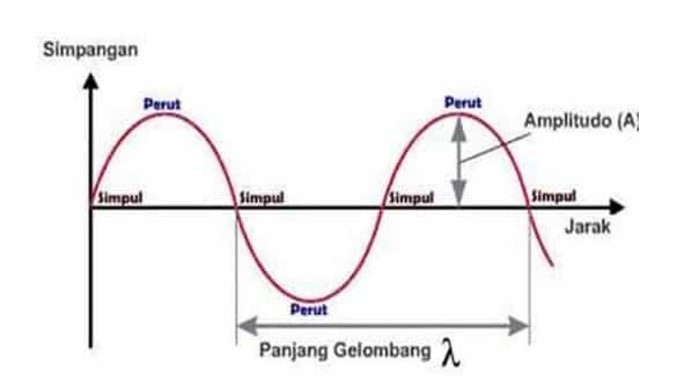 Simpangan
Perut
Perut
Amplitudo (A)
Simpul
Simpul
Simpul
Simpul
Jarak
Perut
Panjang Gelombang λ